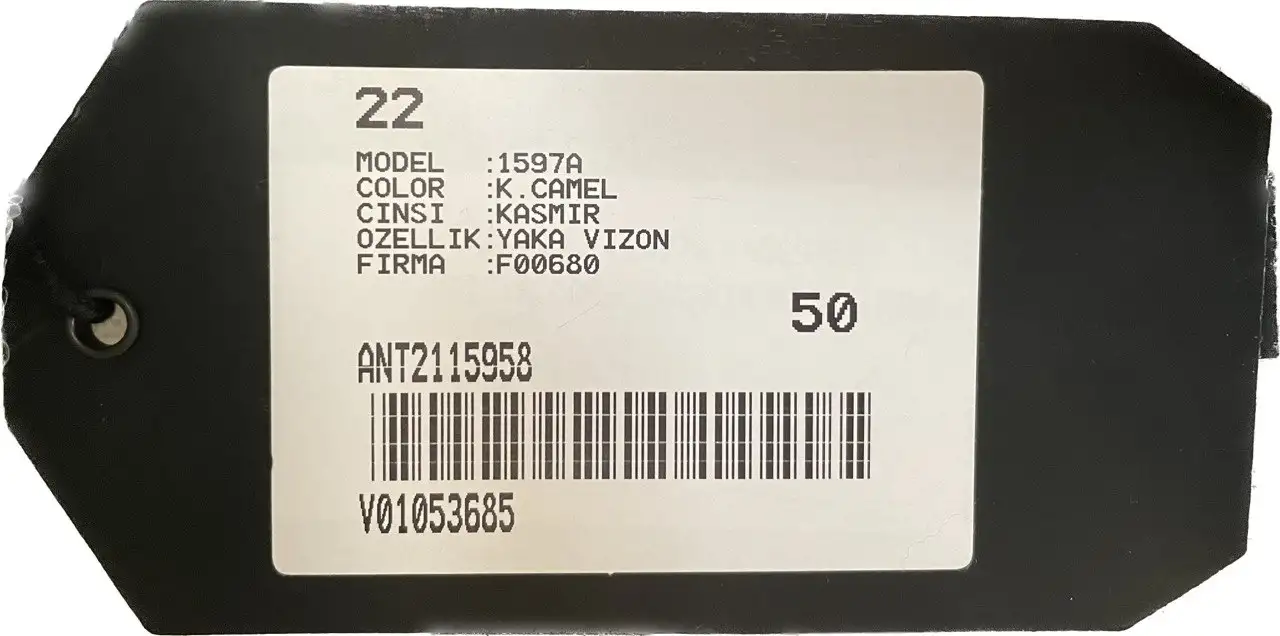 22
MODEL :1597A
COLOR :K.CAMEL
CINSI :KASMIR
OZELLIK:YAKA VIZON
FIRMA :F00680
50
ANT2115958
V01053685